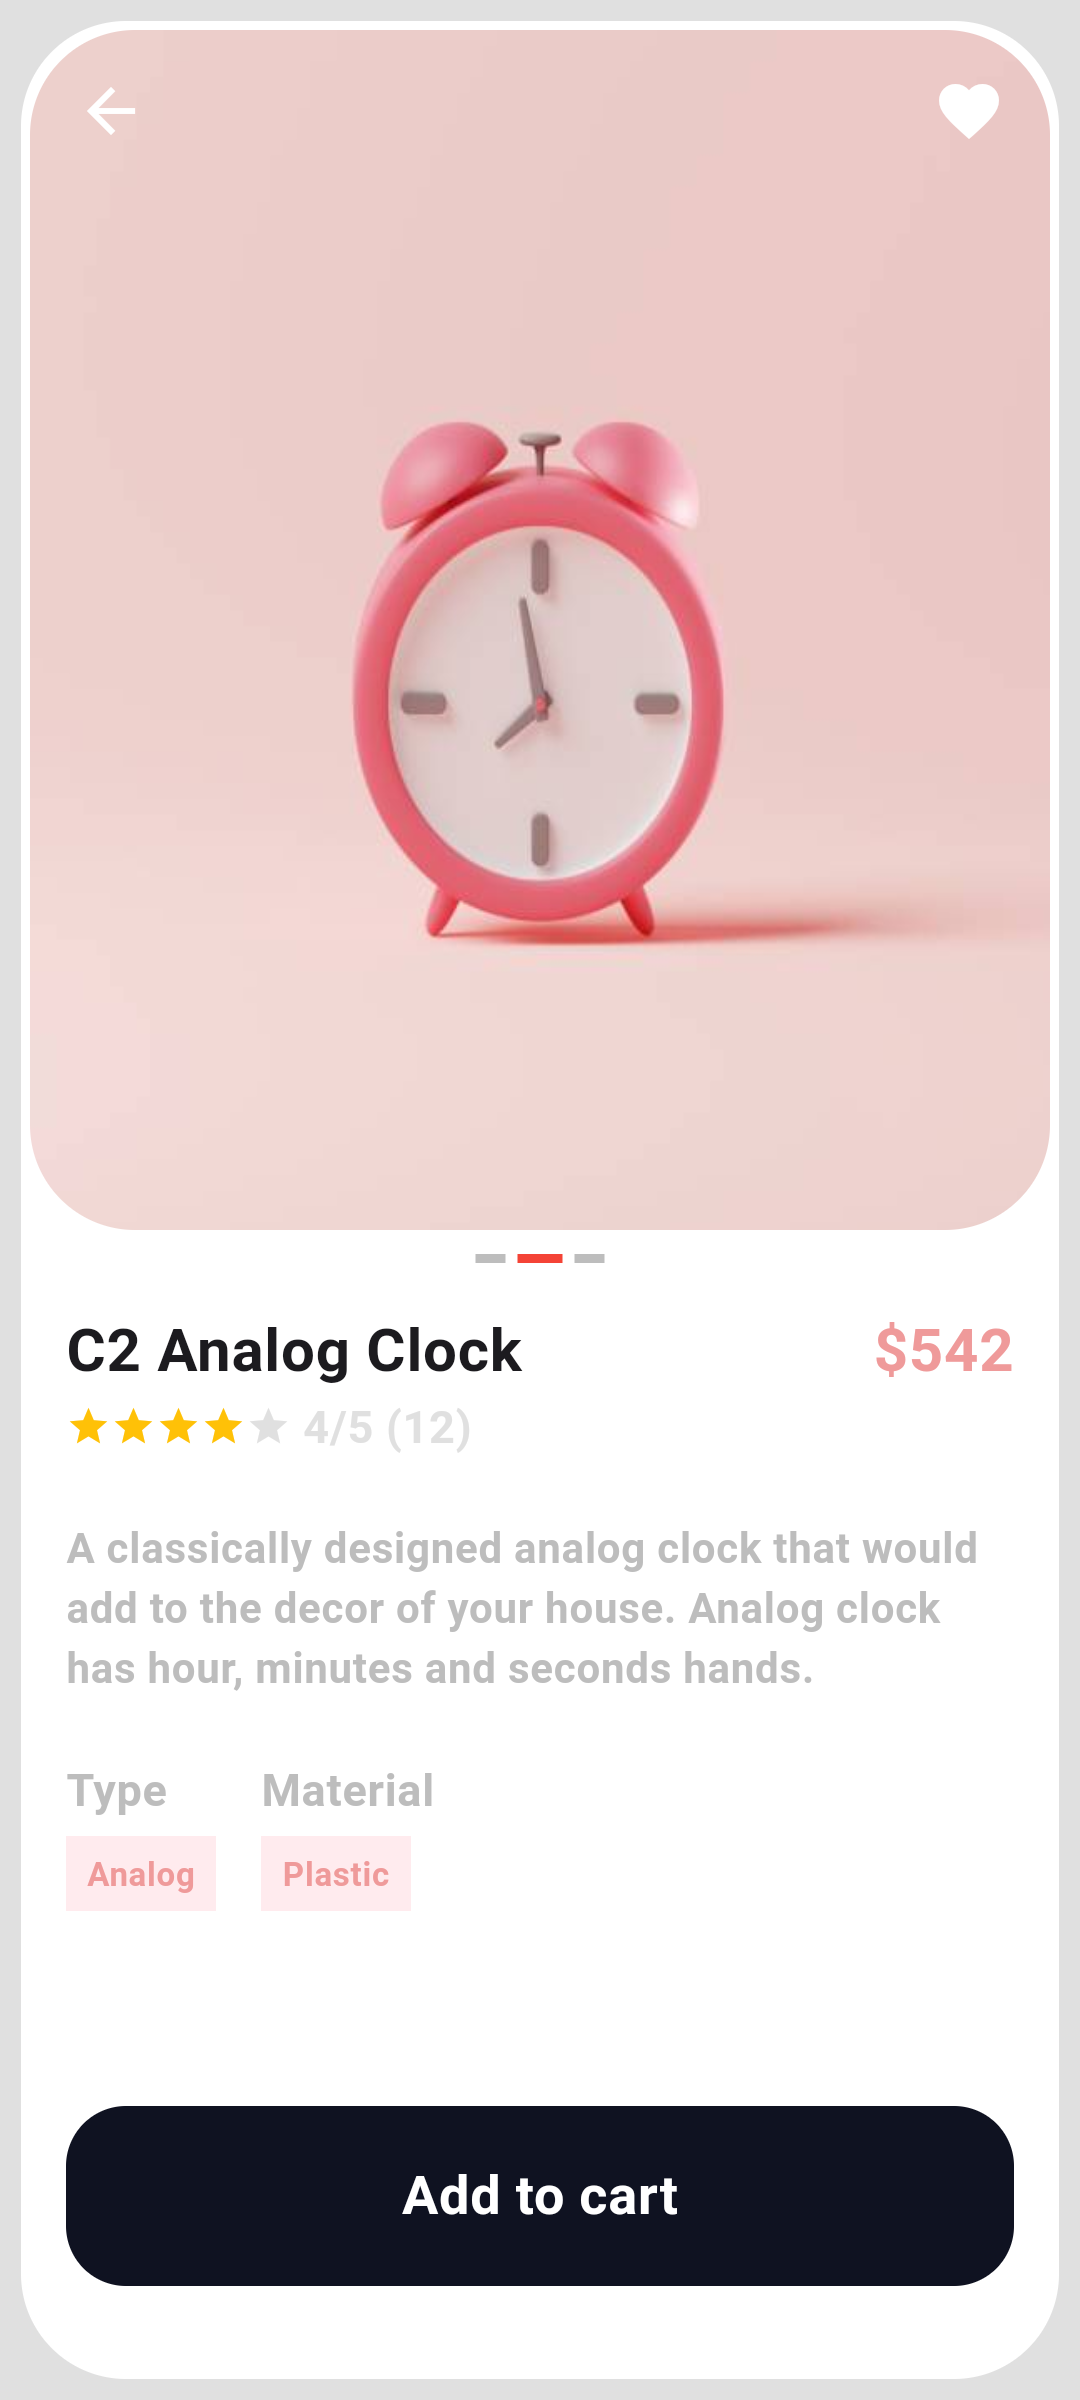 C2 Analog Clock
$542
4/5 (12)
A classically designed analog clock that would
add to the decor of your house. Analog clock
has hour, minutes and seconds hands.
Type
Material
Analog
Plastic
Add to cart